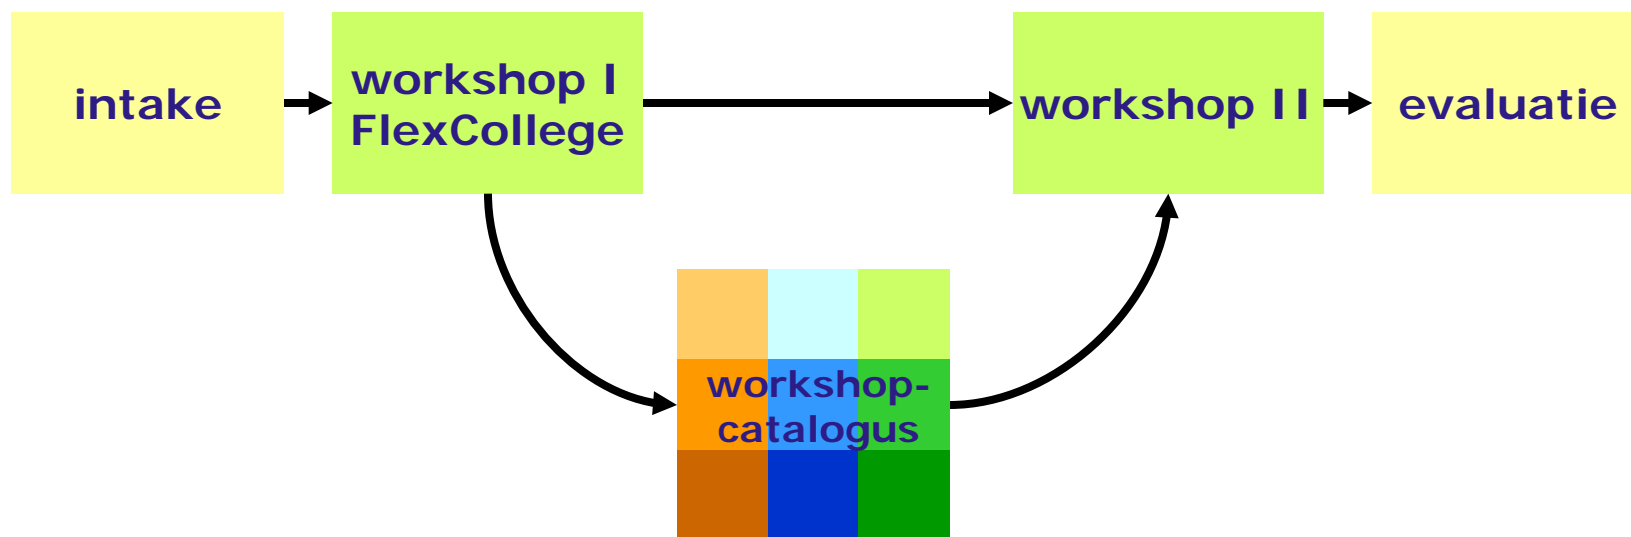 intake
workshop I
FlexCollege
workshop II
evaluatie
workshop-
catalogus